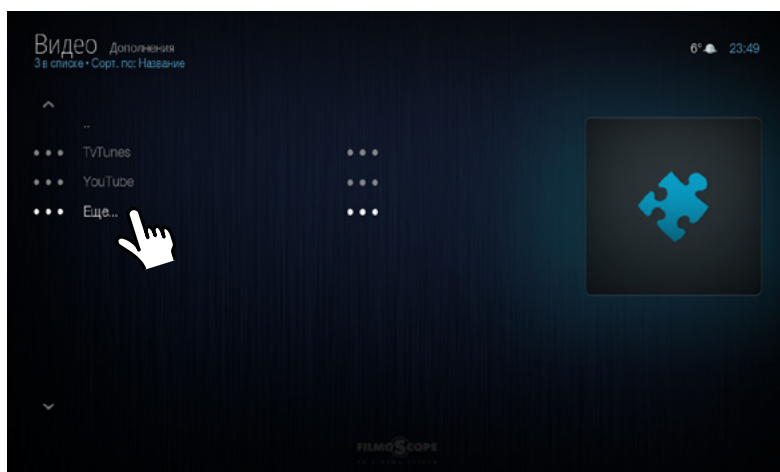 Видео Дополнения
3 в списке • Сорт. по: Название
6° 23:49
..
TvTunes
YouTube
Еще...
FILMOSCOPE